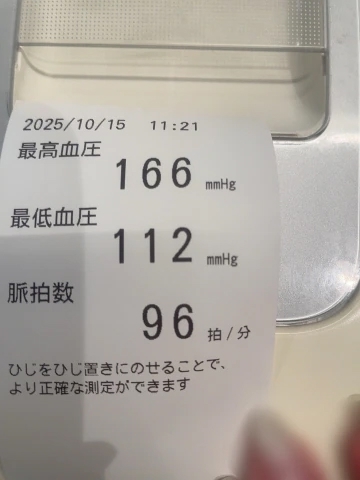 2025/10/15 11:21
最高血圧
166 mmHg
最低血圧
112 mmHg
脈拍数
96 拍/分
ひじをひじ置きにのせることで、
より正確な測定ができます